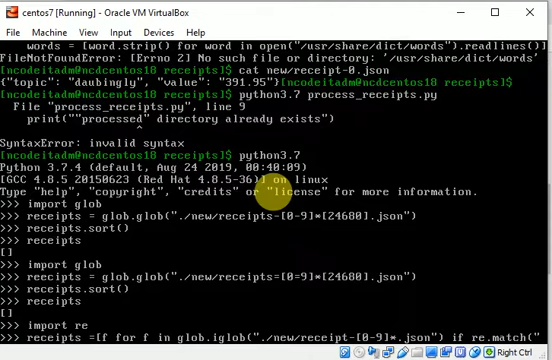 centos7 [Running] - Oracle VM VirtualBox
File Machine View Input Devices Help
words = [word.strip() for word in open("/usr/share/dict/words").readlines()]
FileNotFoundError: [Errno 2] No such file or directory: '/usr/share/dict/words'
[ncodeitadm@ncdcentos18 receipts]$ cat new/receipt-0.json
{"topic": "daubingly", "value": "391.95"}[ncodeitadm@ncdcentos18 receipts]$
[ncodeitadm@ncdcentos18 receipts]$ python3.7 process_receipts.py
File "process_receipts.py", line 9
print(""processed" directory already exists")
^
SyntaxError: invalid syntax
[ncodeitadm@ncdcentos18 receipts]$ python3.7
Python 3.7.4 (default, Aug 24 2019, 00:40:09)
[GCC 4.8.5 20150623 (Red Hat 4.8.5-36)] on linux
Type "help", "copyright", "credits" or "license" for more information.
>>> import glob
>>> receipts = glob.glob("./new/receipts-[0-9]*[24680].json")
>>> receipts.sort()
>>> receipts
[]
>>> import glob
>>> receipts = glob.glob("./new/receipts=[0=9]*[24680].json")
>>> receipts.sort()
>>> receipts
[]
>>> import re
>>> receipts =[f for f in glob.iglob("./new/receipt-[0-9]*.json") if re.match("
Right Ctrl